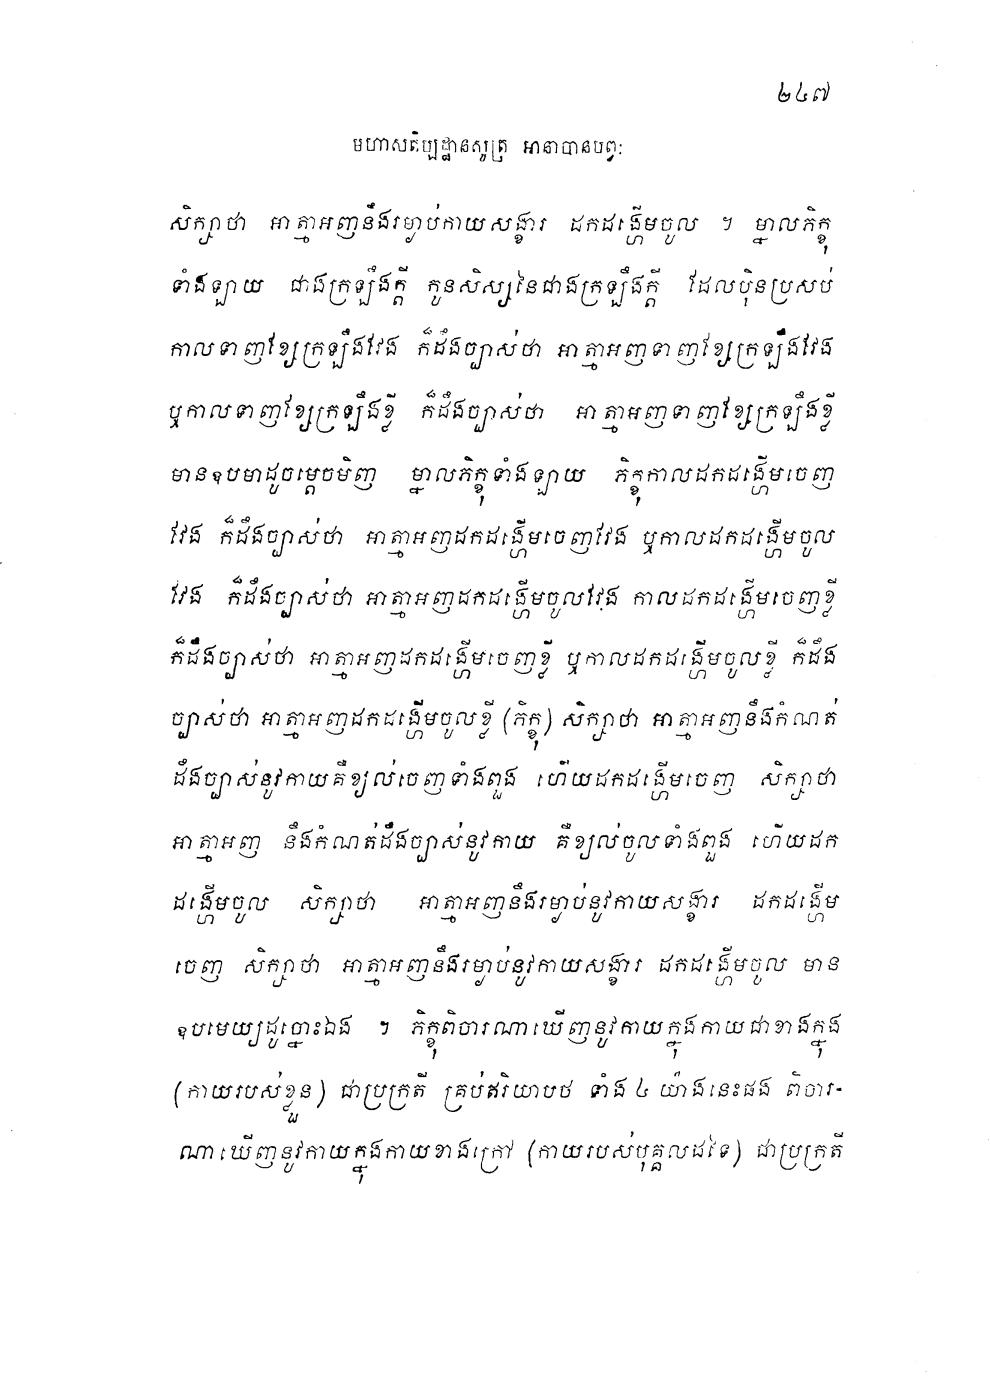 ២៤៧
មហាសតិប្បដ្ឋានសូត្រ អានាបានបព្វៈ
សិក្សាថា អាត្មាអញនឹងរម្ងាប់កាយសង្ខារ ដកដង្ហើមចូល ។ ម្នាលភិក្ខុ
ទាំងឡាយ ជាងក្រឡឹងក្តី កូនសិស្សនៃជាងក្រឡឹងក្តី ដែលប៉ិនប្រសប់
កាលទាញខ្សែក្រឡឹងវែង ក៏ដឹងច្បាស់ថា អាត្មាអញទាញខ្សែក្រឡឹងវែង
ឬកាលទាញខ្សែក្រឡឹងខ្លី ក៏ដឹងច្បាស់ថា អាត្មាអញទាញខ្សែក្រឡឹងខ្លី
មានឧបមាដូចម្តេចមិញ ម្នាលភិក្ខុទាំងឡាយ ភិក្ខុកាលដកដង្ហើមចេញ
វែង ក៏ដឹងច្បាស់ថា អាត្មាអញដកដង្ហើមចេញវែង ឬកាលដកដង្ហើមចូល
វែង ក៏ដឹងច្បាស់ថា អាត្មាអញដកដង្ហើមចូលវែង កាលដកដង្ហើមចេញខ្លី
ក៏ដឹងច្បាស់ថា អាត្មាអញដកដង្ហើមចេញខ្លី ឬកាលដកដង្ហើមចូលខ្លី ក៏ដឹង
ច្បាស់ថា អាត្មាអញដកដង្ហើមចូលខ្លី (ភិក្ខុ) សិក្សាថា អាត្មាអញនឹងកំណត់
ដឹងច្បាស់នូវកាយគឺខ្យល់ចេញទាំងពួង ហើយដកដង្ហើមចេញ សិក្សាថា
អាត្មាអញ នឹងកំណត់ដឹងច្បាស់នូវកាយ គឺខ្យល់ចូលទាំងពួង ហើយដក
ដង្ហើមចូល សិក្សាថា អាត្មាអញនឹងរម្ងាប់នូវកាយសង្ខារ ដកដង្ហើម
ចេញ សិក្សាថា អាត្មាអញនឹងរម្ងាប់នូវកាយសង្ខារ ដកដង្ហើមចូល មាន
ឧបមេយ្យដូច្នោះឯង ។ ភិក្ខុពិចារណាឃើញនូវកាយក្នុងកាយជាខាងក្នុង
(កាយរបស់ខ្លួន) ជាប្រក្រតី គ្រប់ឥរិយាបថ ទាំង ៤ យ៉ាងនេះផង ពិចារ-
ណាឃើញនូវកាយក្នុងកាយខាងក្រៅ (កាយរបស់បុគ្គលដទៃ) ជាប្រក្រតី